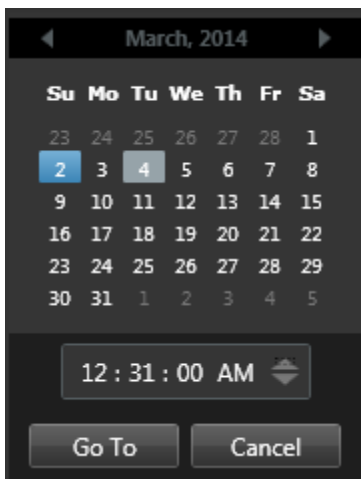 March, 2014
Su Mo Tu We Th Fr Sa
23 24 25 26 27 28 1
2 3 4 5 6 7 8
9 10 11 12 13 14 15
16 17 18 19 20 21 22
23 24 25 26 27 28 29
30 31 1 2 3 4 5
12 : 31 : 00 AM
Go To Cancel